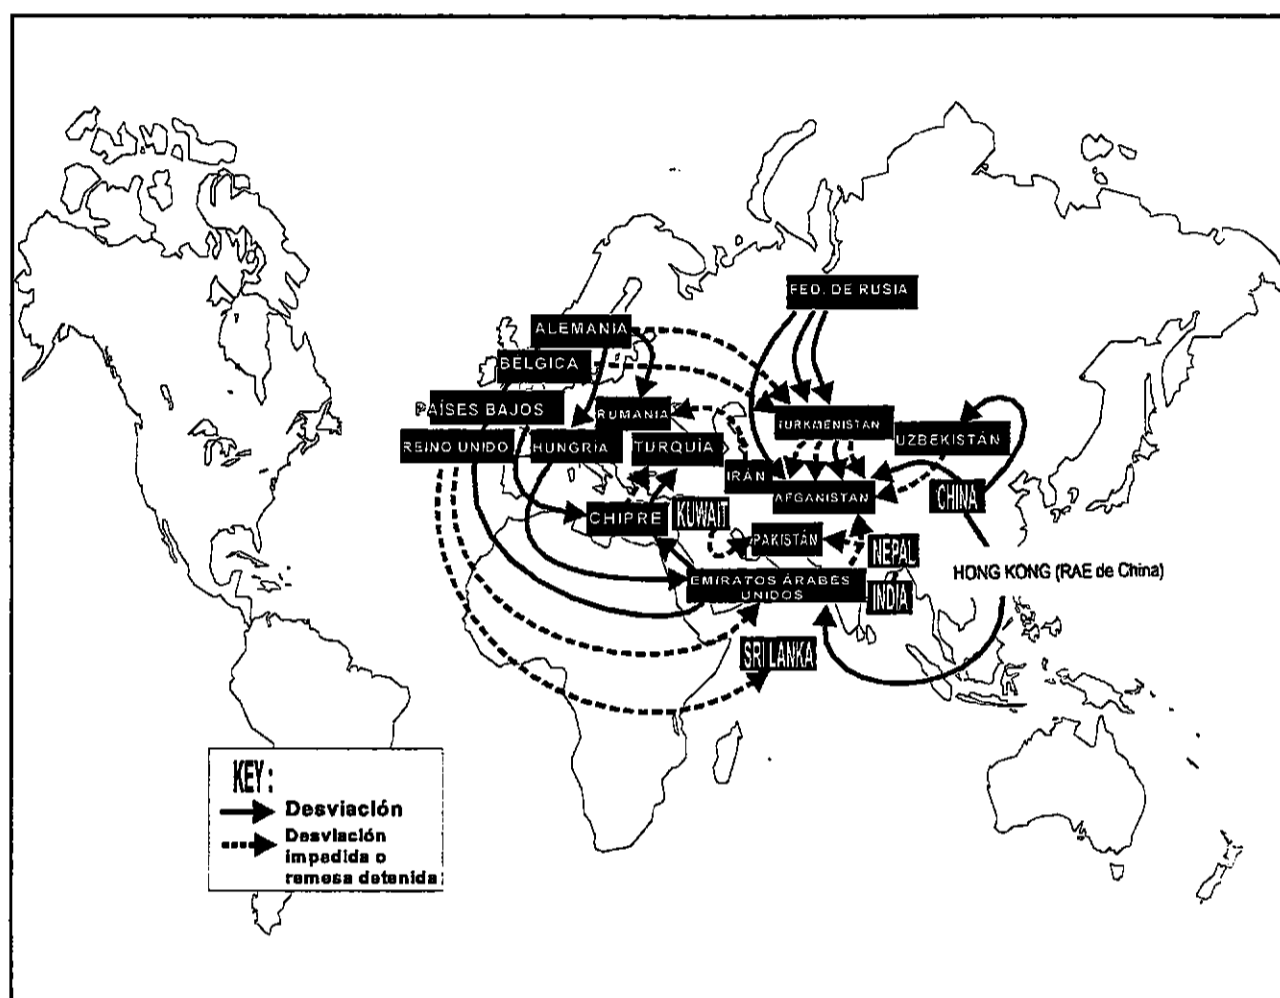 FED. DE RUSIA
ALEMANIA
BELGICA
PAÍSES BAJOS
RUMANIA
TURKMENISTÁN
UZBEKISTÁN
REINO UNIDO
HUNGRÍA
TURQUÍA
IRÁN
AFGANISTAN
CHINA
CHIPRE
KUWAIT
PAKISTÁN
NEPAL
HONG KONG (RAE de China)
EMIRATOS ÁRABES
UNIDOS
INDIA
SRI LANKA
KEY :
Desviación
Desviación
impedida o
remesa detenida